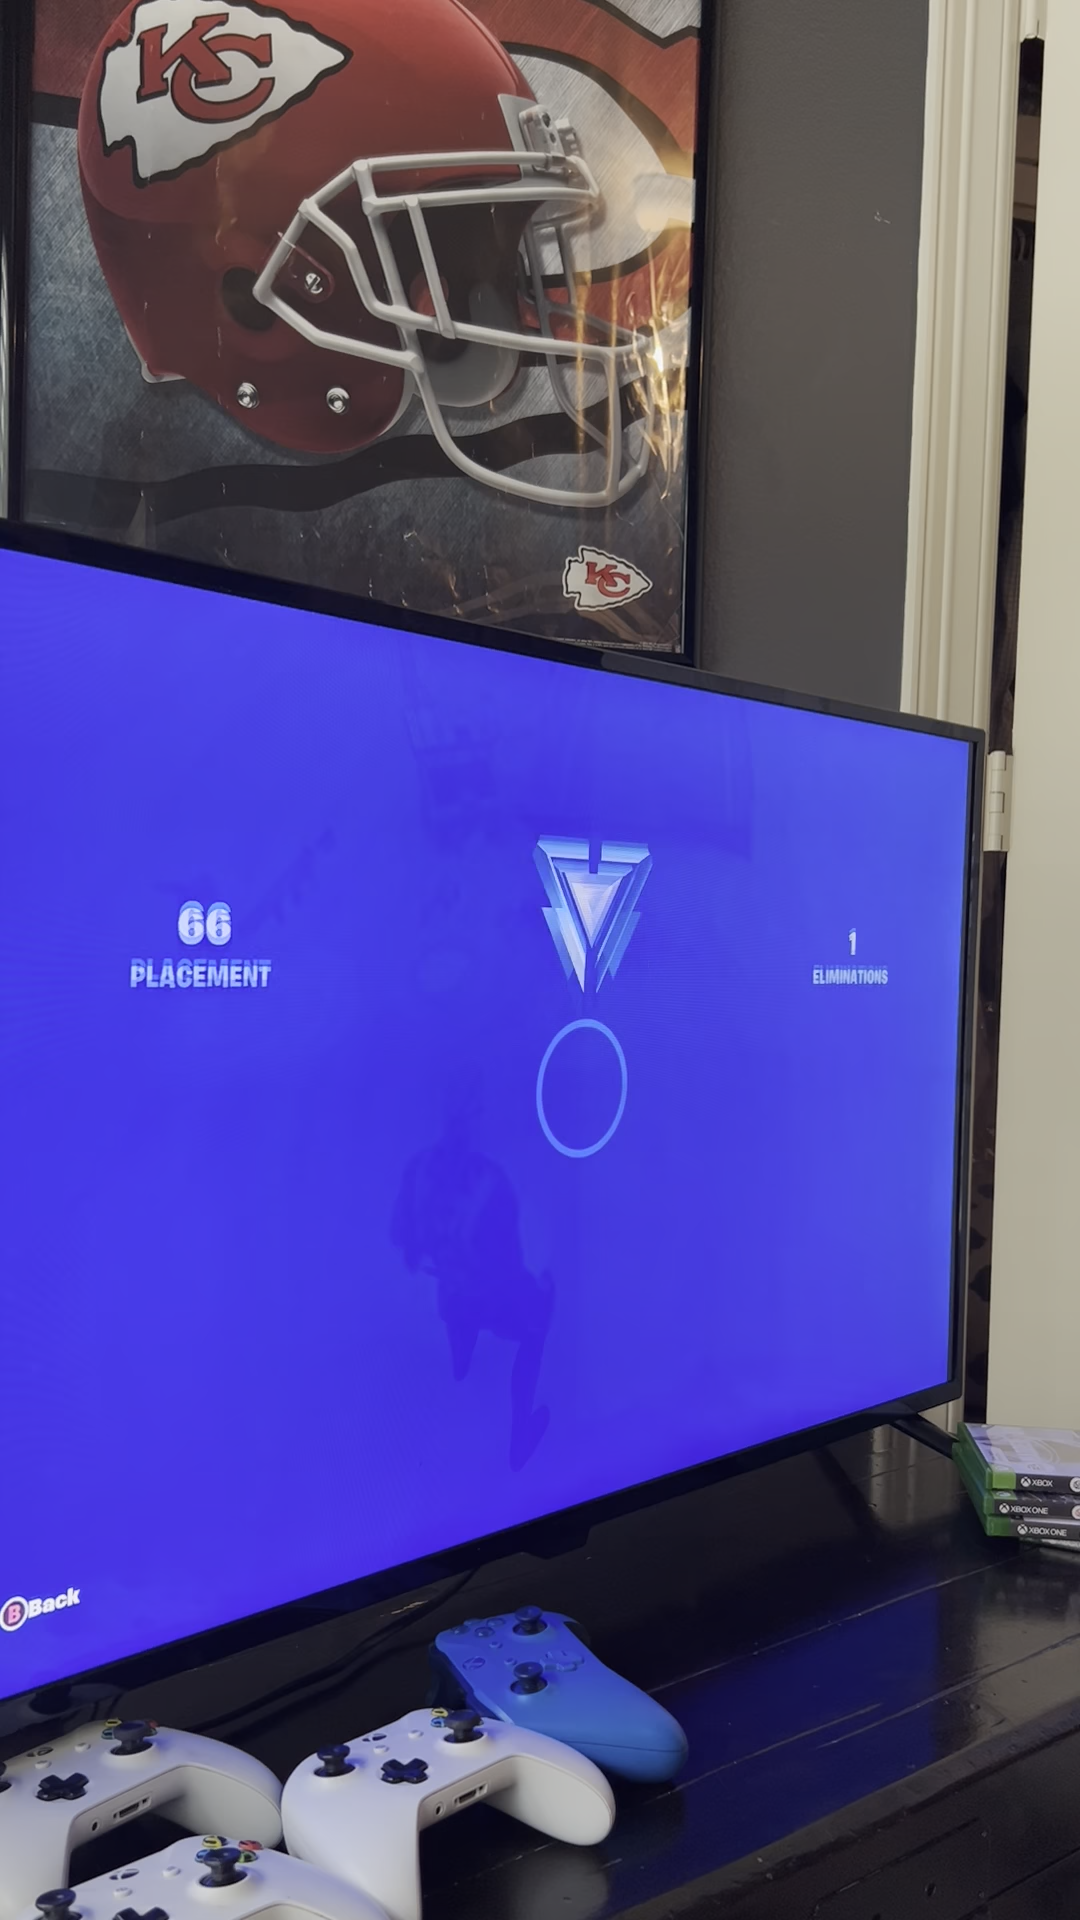 KC
KC
66
PLACEMENT
1
ELIMINATIONS
B Back
XBOX
XBOX ONE
XBOX ONE